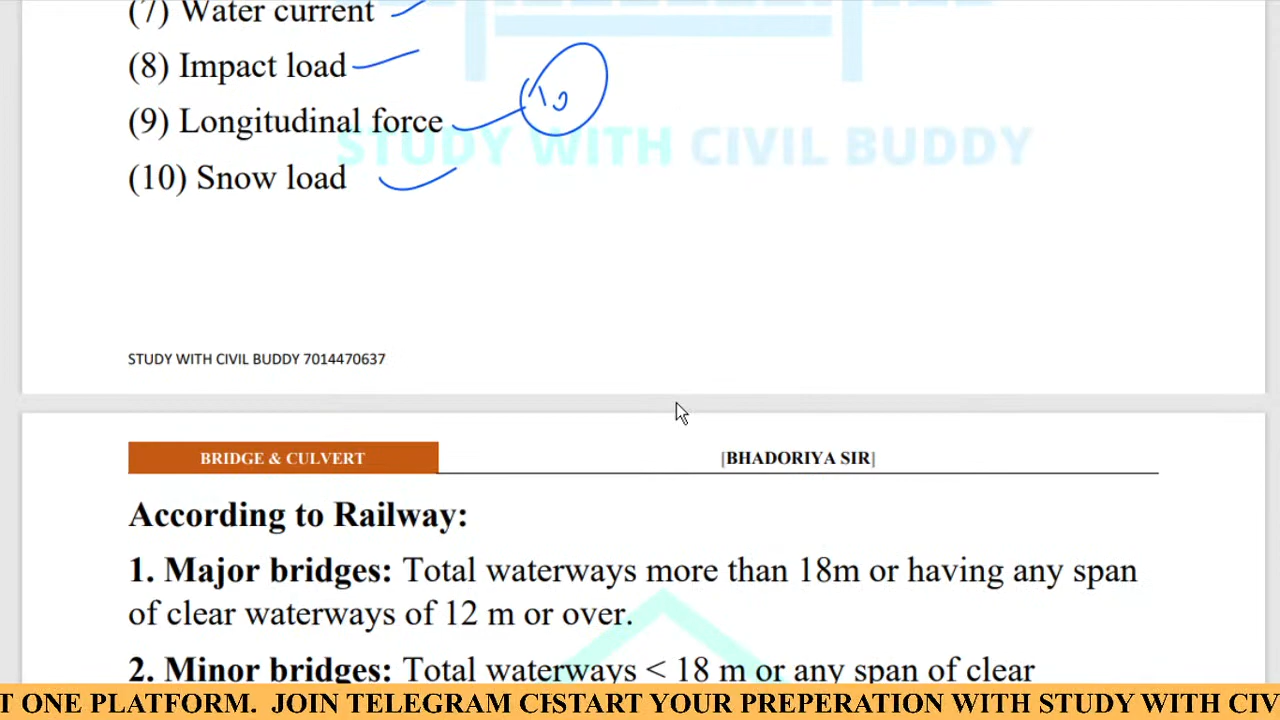 (7) Water current
(8) Impact load
10
(9) Longitudinal force
STUDY WITH CIVIL BUDDY
(10) Snow load
STUDY WITH CIVIL BUDDY 7014470637
BRIDGE & CULVERT
[BHADORIYA SIR]
According to Railway:
1. Major bridges: Total waterways more than 18m or having any span
of clear waterways of 12 m or over.
2. Minor bridges: Total waterways < 18 m or any span of clear
T ONE PLATFORM. JOIN TELEGRAM CISTART YOUR PREPERATION WITH STUDY WITH CIV